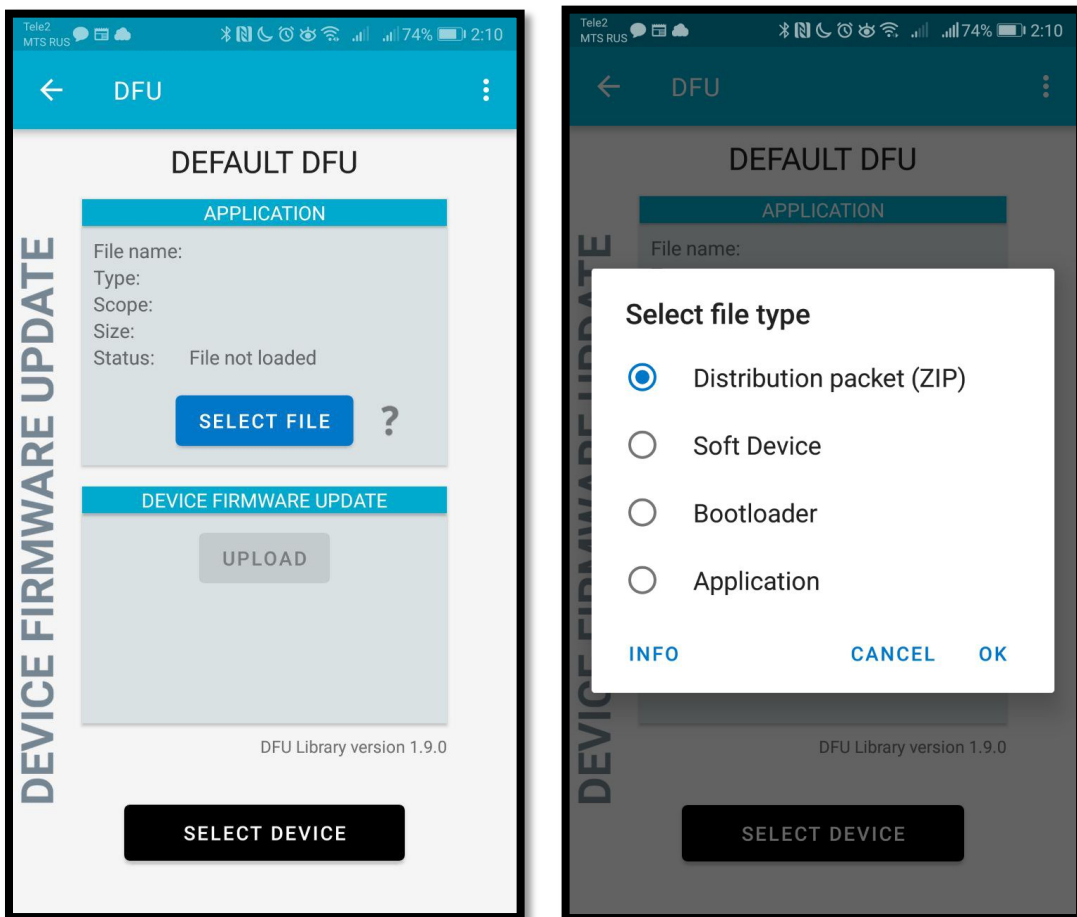 Tele2
MTS RUS
74% 2:10
DFU
DEFAULT DFU
APPLICATION
File name:
Type:
Scope:
Size:
Status: File not loaded
SELECT FILE ?
DEVICE FIRMWARE UPDATE
UPLOAD
DFU Library version 1.9.0
SELECT DEVICE
DEVICE FIRMWARE UPDATE
Tele2
MTS RUS
74% 2:10
DFU
DEFAULT DFU
APPLICATION
File name:
Select file type
Distribution packet (ZIP)
Soft Device
Bootloader
Application
INFO CANCEL OK
DFU Library version 1.9.0
SELECT DEVICE
DEVICE FIRMWARE UPDATE